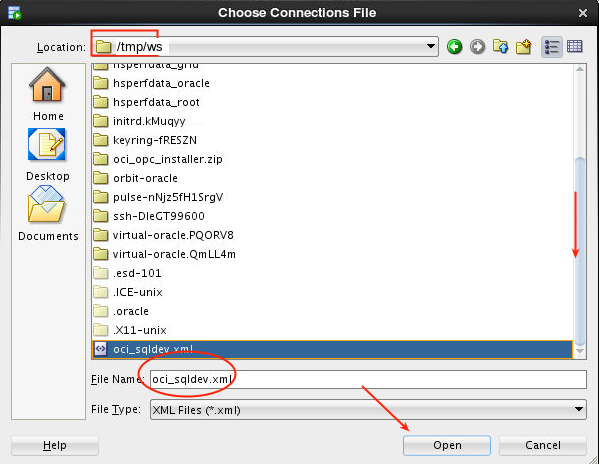 Choose Connections File
Location: /tmp/ws
Home
Desktop
Documents
hsperfdata_grid
hsperfdata_oracle
hsperfdata_root
initrd.kMuqyy
keyring-fRESZN
oci_opc_installer.zip
orbit-oracle
pulse-nNjz5fH1SrgV
ssh-DIeGT99600
virtual-oracle.PQORV8
virtual-oracle.QmLL4m
.esd-101
.ICE-unix
.oracle
.X11-unix
oci_sqldev.xml
File Name: oci_sqldev.xml
File Type: XML Files (*.xml)
Help Open Cancel